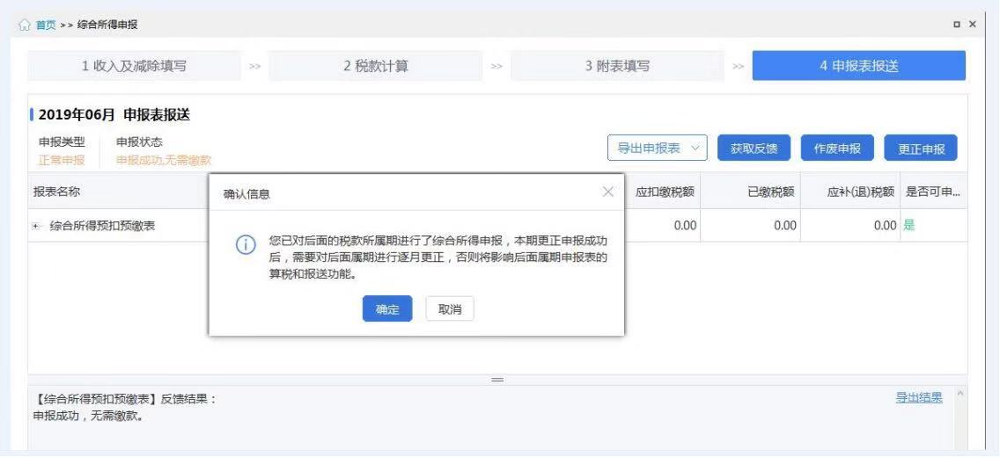 首页 >> 综合所得申报
1 收入及减除填写 >> 2 税款计算 >> 3 附表填写 >> 4 申报表报送
2019年06月 申报表报送
申报类型 申报状态
正常申报 申报成功,无需缴款
导出申报表 获取反馈 作废申报 更正申报
报表名称 应扣缴税额 已缴税额 应补(退)税额 是否可申...
综合所得预扣预缴表 0.00 0.00 0.00 是
确认信息
您已对后面的税款所属期进行了综合所得申报，本期更正申报成功
后，需要对后面属期进行逐月更正，否则将影响后面属期申报表的
算税和报送功能。
确定 取消
【综合所得预扣预缴表】反馈结果： 导出结果
申报成功，无需缴款。